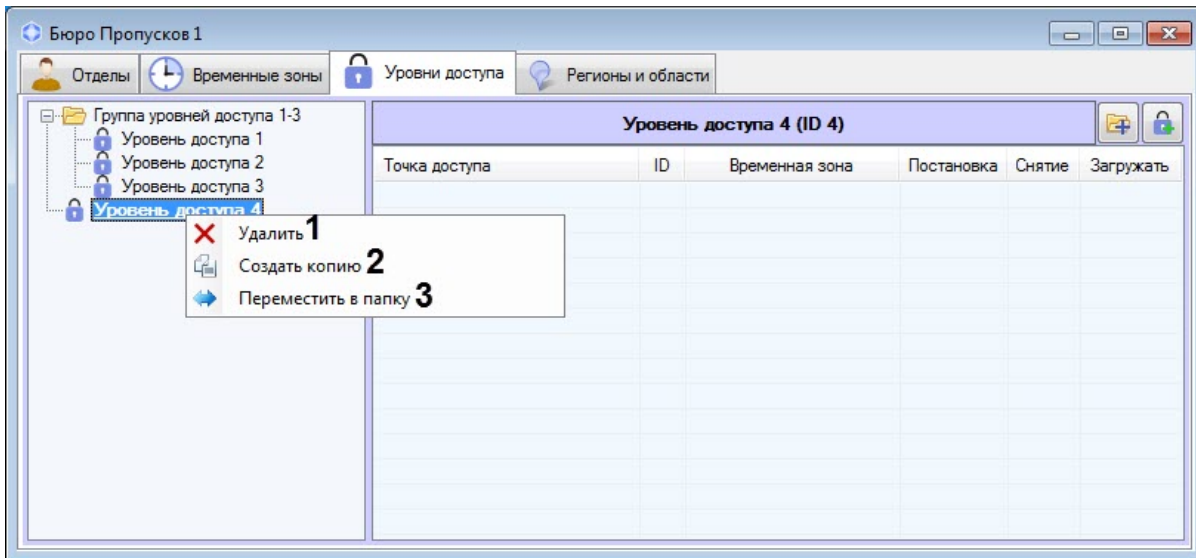 Бюро Пропусков 1
Отделы Временные зоны Уровни доступа Регионы и области
Группа уровней доступа 1-3
Уровень доступа 1
Уровень доступа 2
Уровень доступа 3
Уровень доступа 4
Удалить 1
Создать копию 2
Переместить в папку 3
Уровень доступа 4 (ID 4)
Точка доступа ID Временная зона Постановка Снятие Загружать